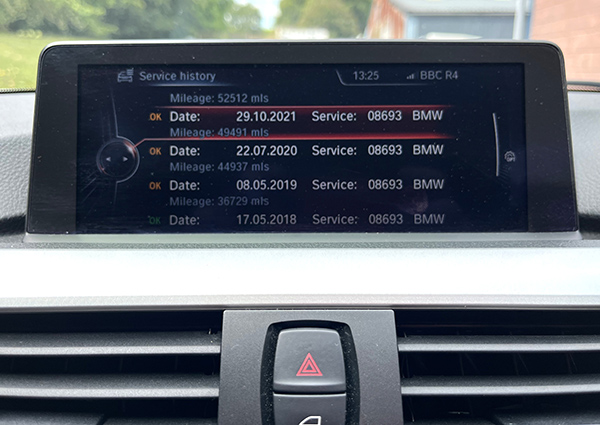 Service history 13:25 BBC R4
Mileage: 52512 mls
OK Date: 29.10.2021 Service: 08693 BMW
Mileage: 49491 mls
OK Date: 22.07.2020 Service: 08693 BMW
Mileage: 44937 mls
OK Date: 08.05.2019 Service: 08693 BMW
Mileage: 36729 mls
OK Date: 17.05.2018 Service: 08693 BMW